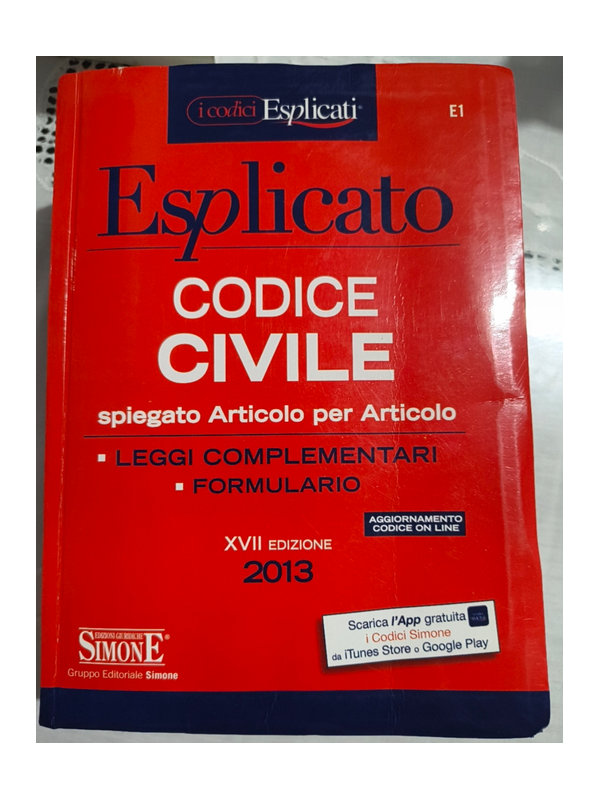 i codici Esplicati®
E1
Esplicato
CODICE
CIVILE
spiegato Articolo per Articolo
▪ LEGGI COMPLEMENTARI
▪ FORMULARIO
AGGIORNAMENTO
CODICE ON LINE
XVII EDIZIONE
2013
Scarica l'App gratuita
i Codici Simone
da iTunes Store o Google Play
EDIZIONI GIURIDICHE
SIMONE®
Gruppo Editoriale Simone